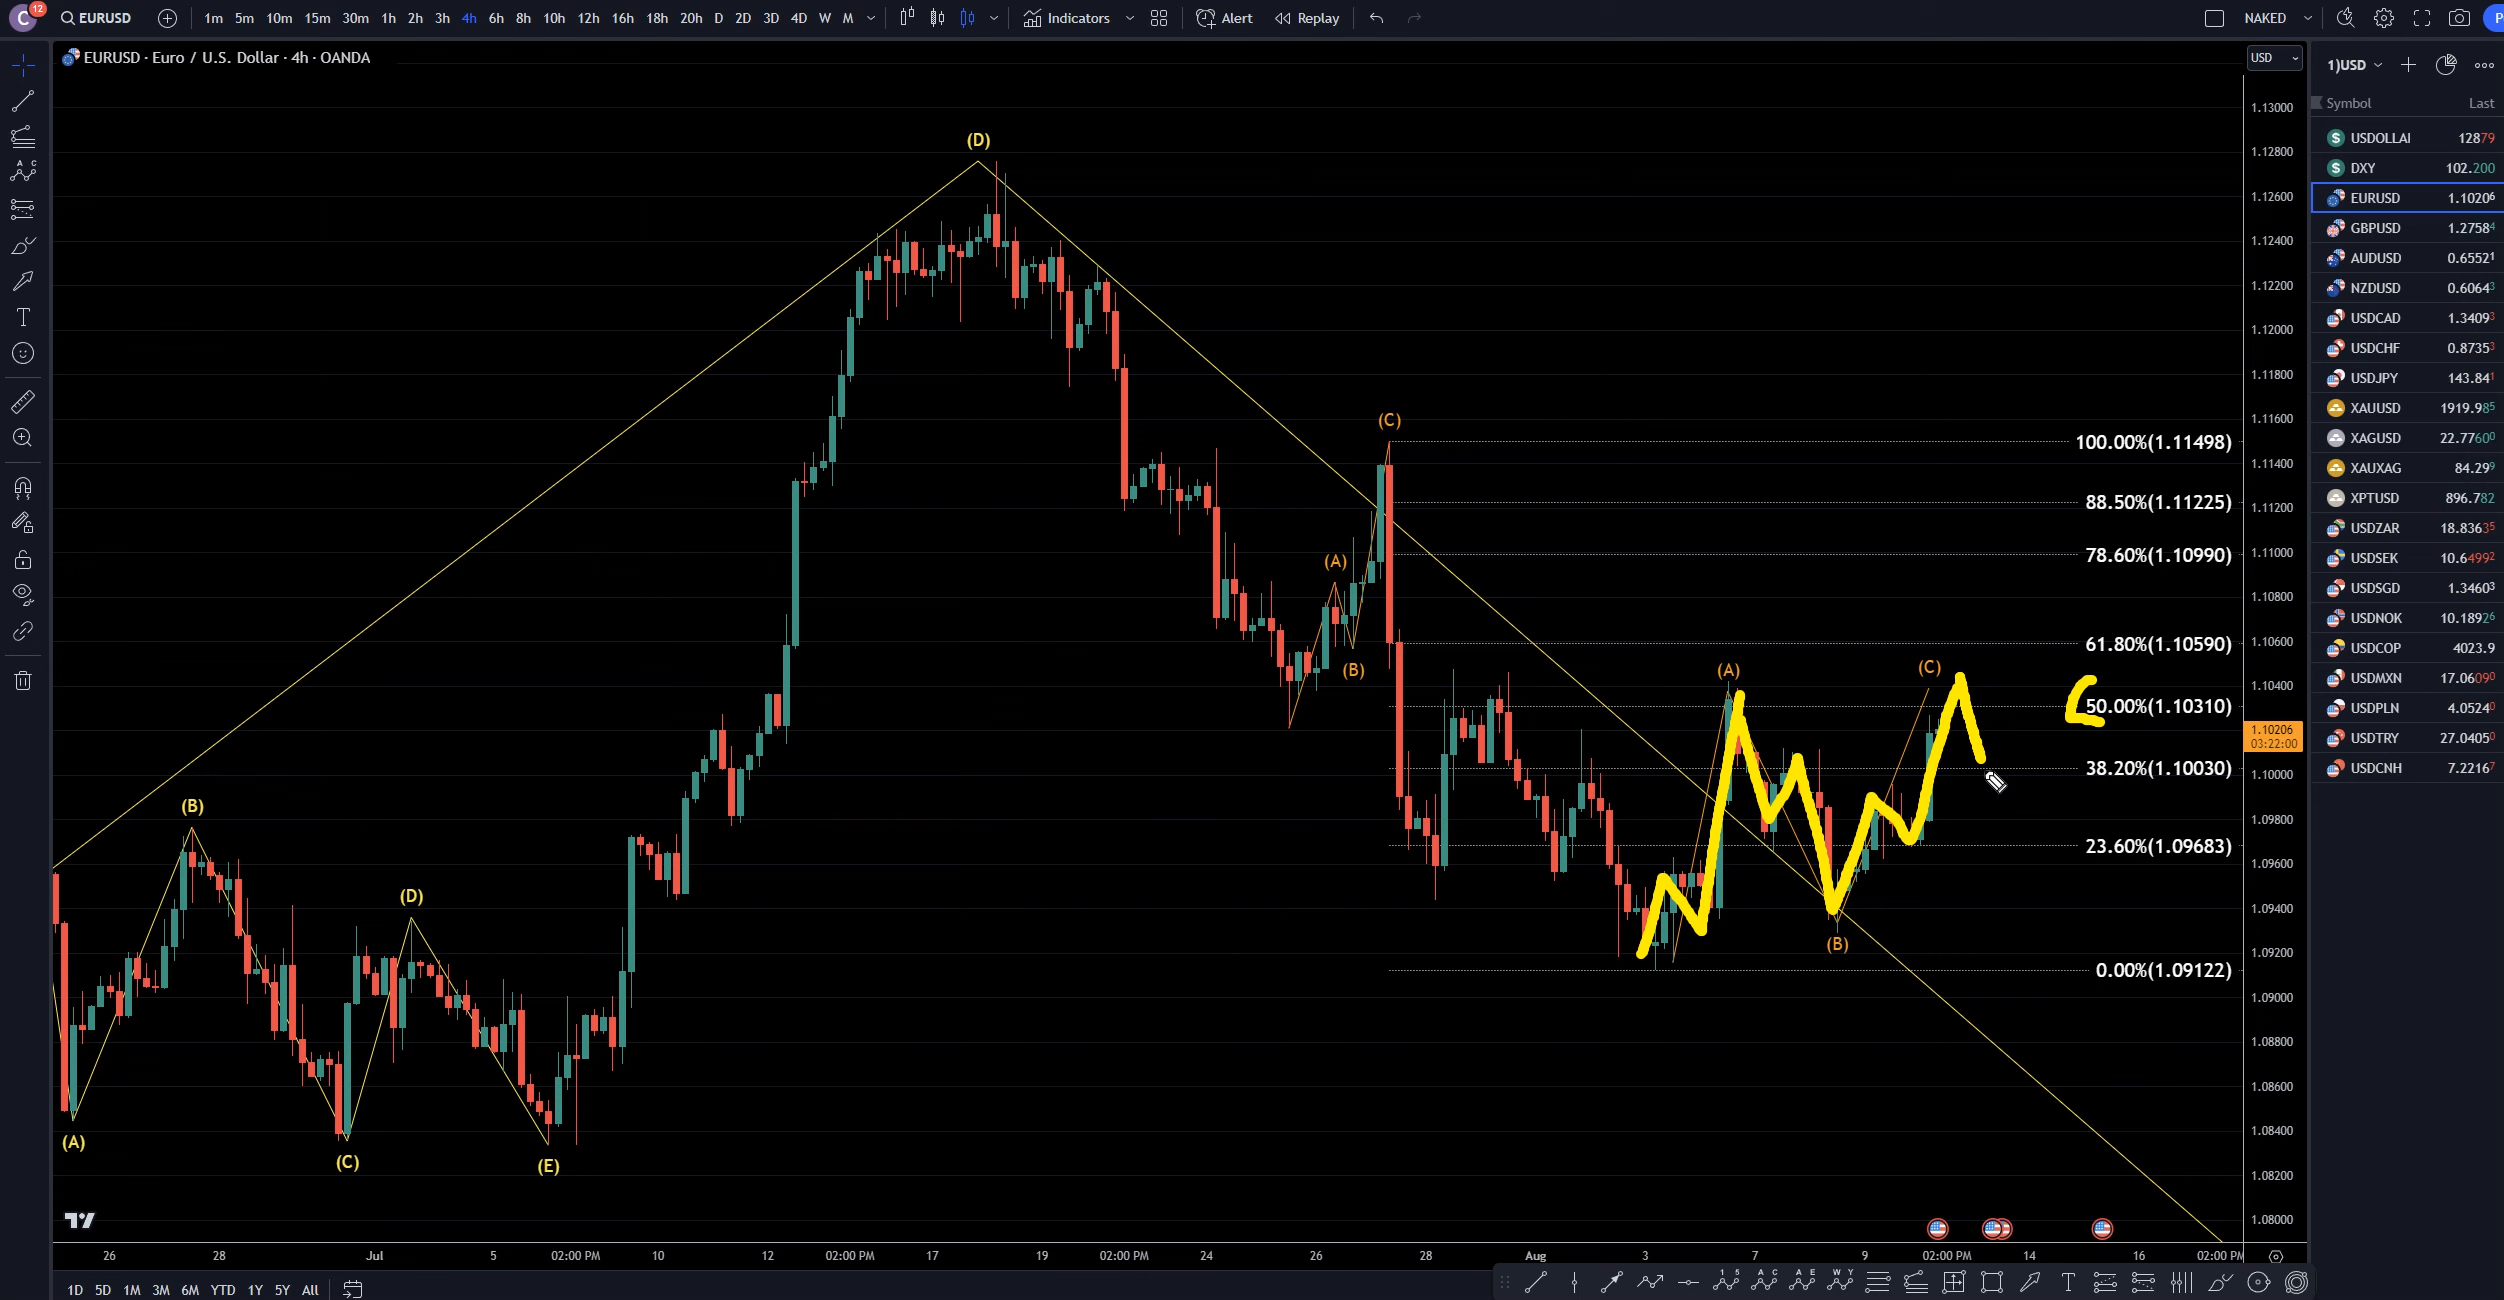 C 12 EURUSD 1m 5m 10m 15m 30m 1h 2h 3h 4h 6h 8h 10h 12h 16h 18h 20h D 2D 3D 4D W M Indicators Alert Replay NAKED P
EURUSD · Euro / U.S. Dollar · 4h · OANDA
USD
1)USD
Symbol Last
USDOLLAI 12879
DXY 102.200
EURUSD 1.10206
GBPUSD 1.27584
AUDUSD 0.65521
NZDUSD 0.60643
USDCAD 1.34093
USDCHF 0.87353
USDJPY 143.841
XAUUSD 1919.985
XAGUSD 22.77600
XAUXAG 84.299
XPTUSD 896.782
USDZAR 18.83635
USDSEK 10.64992
USDSGD 1.34603
USDNOK 10.18926
USDCOP 4023.9
USDMXN 17.06090
USDPLN 4.05240
USDTRY 27.04050
USDCNH 7.22167
1.13000
1.12800
1.12600
1.12400
1.12200
1.12000
1.11800
1.11600
1.11400
1.11200
1.11000
1.10800
1.10600
1.10400
1.10206
03:22:00
1.10000
1.09800
1.09600
1.09400
1.09200
1.09000
1.08800
1.08600
1.08400
1.08200
1.08000
(D)
(C)
100.00%(1.11498)
88.50%(1.11225)
78.60%(1.10990)
(A)
61.80%(1.10590)
(B)
(A)
(C)
50.00%(1.10310)
38.20%(1.10030)
23.60%(1.09683)
(B)
0.00%(1.09122)
(B)
(D)
(A)
(C)
(E)
26 28 Jul 5 02:00 PM 10 12 02:00 PM 17 19 02:00 PM 24 26 28 Aug 3 7 9 02:00 PM 14 16 02:00 PM
1D 5D 1M 3M 6M YTD 1Y 5Y All